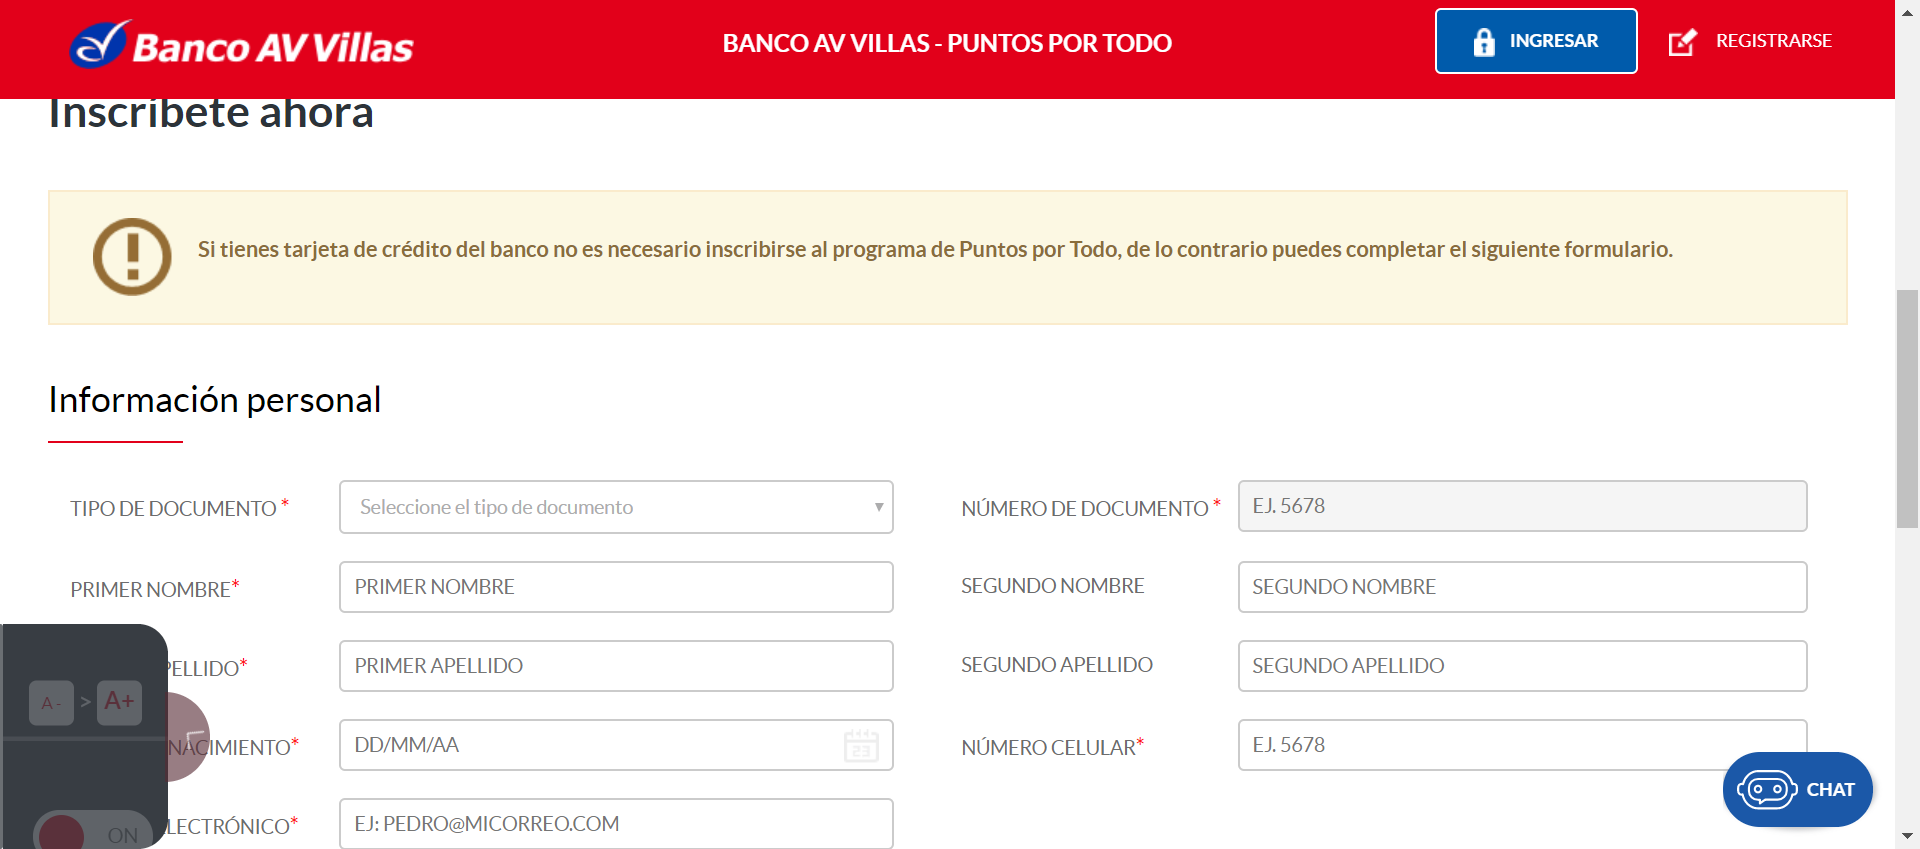 Banco AV Villas
BANCO AV VILLAS - PUNTOS POR TODO
INGRESAR
REGISTRARSE
Inscríbete ahora
Si tienes tarjeta de crédito del banco no es necesario inscribirse al programa de Puntos por Todo, de lo contrario puedes completar el siguiente formulario.
Información personal
TIPO DE DOCUMENTO *
Seleccione el tipo de documento
NÚMERO DE DOCUMENTO *
EJ. 5678
PRIMER NOMBRE*
PRIMER NOMBRE
SEGUNDO NOMBRE
SEGUNDO NOMBRE
PELLIDO*
PRIMER APELLIDO
SEGUNDO APELLIDO
SEGUNDO APELLIDO
A - > A+
NACIMIENTO*
DD/MM/AA
23
NÚMERO CELULAR*
EJ. 5678
CHAT
LECTRÓNICO*
EJ: PEDRO@MICORREO.COM
ON